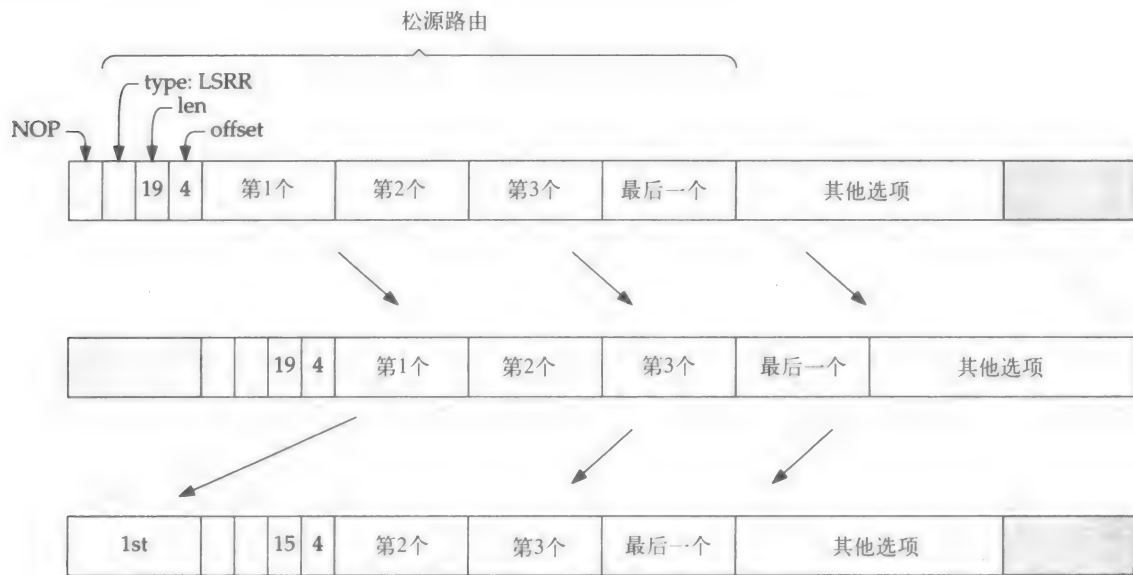 松源路由
type: LSRR
len
NOP
offset
19 4 第1个 第2个 第3个 最后一个 其他选项
19 4 第1个 第2个 第3个 最后一个 其他选项
1st 15 4 第2个 第3个 最后一个 其他选项